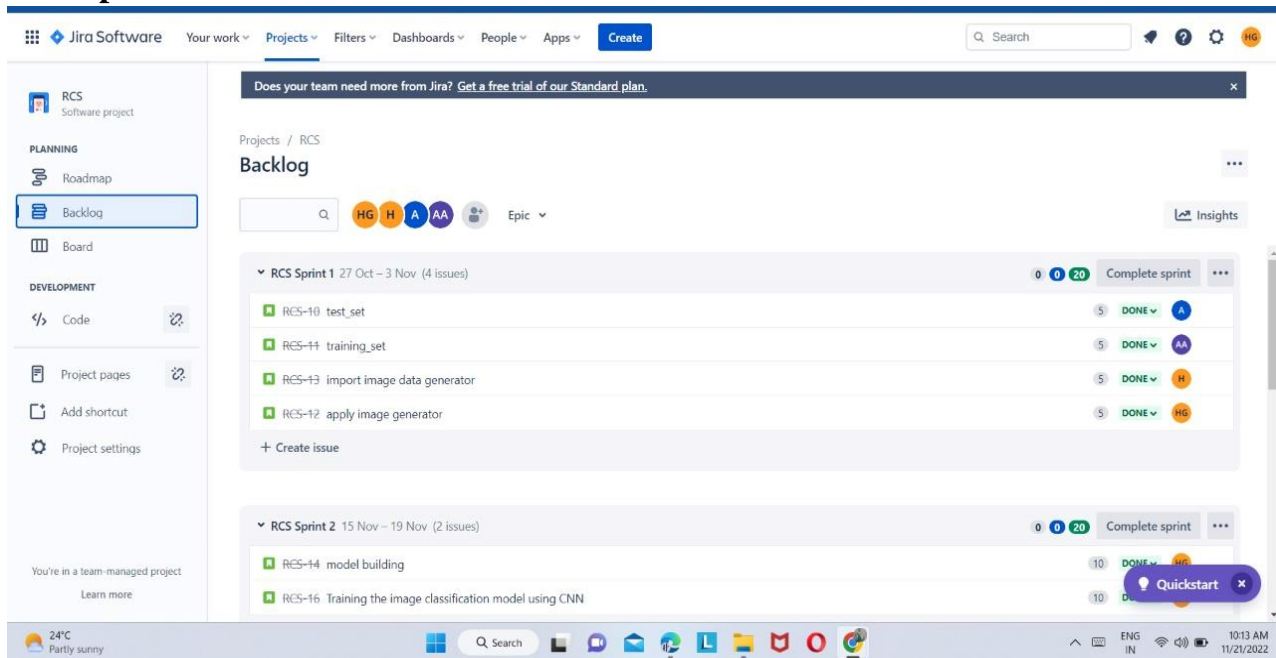 Jira Software Your work Projects Filters Dashboards People Apps Create Search HG
Does your team need more from Jira? Get a free trial of our Standard plan.
RCS
Software project
Projects / RCS
PLANNING
Backlog
Roadmap
Backlog
HG H A AA Epic Insights
Board
RCS Sprint 1 27 Oct – 3 Nov (4 issues) 0 0 20 Complete sprint
DEVELOPMENT
RCS-10 test_set 5 DONE A
Code
RCS-11 training_set 5 DONE AA
Project pages
RCS-13 import image data generator 5 DONE H
Add shortcut
RCS-12 apply image generator 5 DONE HG
Project settings
+ Create issue
RCS Sprint 2 15 Nov – 19 Nov (2 issues) 0 0 20 Complete sprint
RCS-14 model building 10 DONE HG
You're in a team-managed project
Quickstart
Learn more
RCS-16 Training the image classification model using CNN 10
24°C
Partly sunny
Search
ENG
IN
10:13 AM
11/21/2022